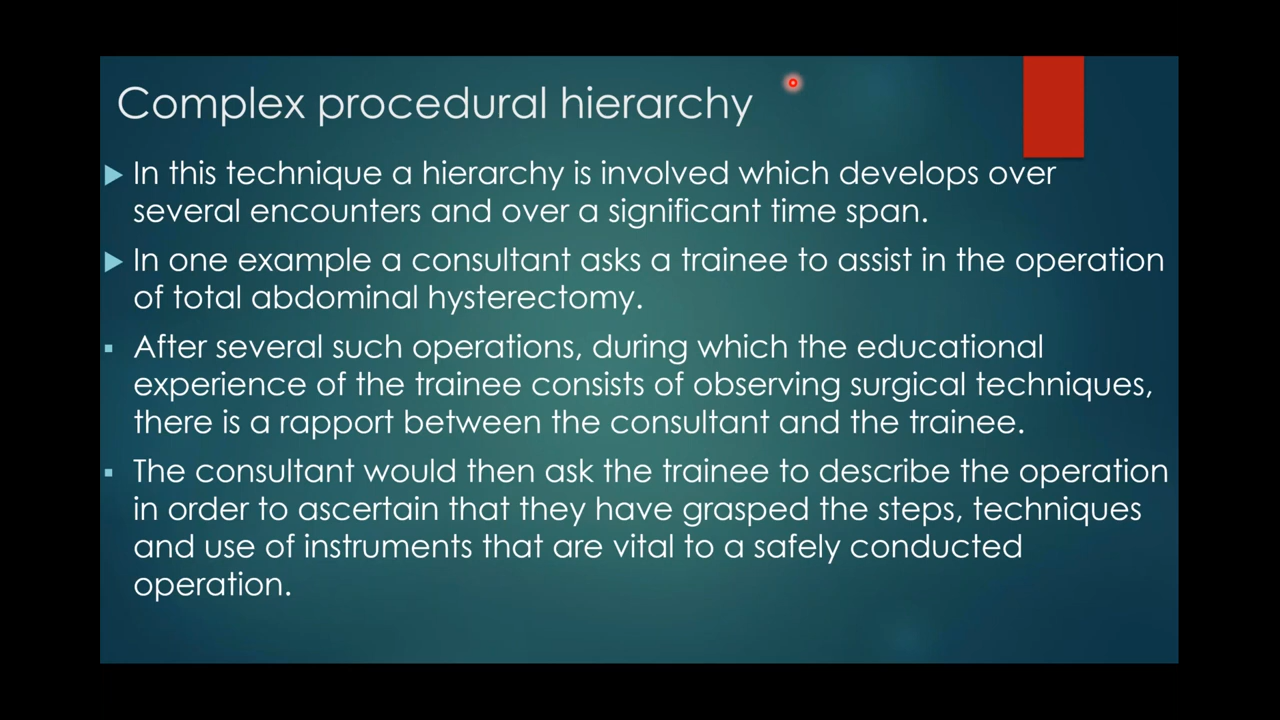 Complex procedural hierarchy
In this technique a hierarchy is involved which develops over
several encounters and over a significant time span.
In one example a consultant asks a trainee to assist in the operation
of total abdominal hysterectomy.
After several such operations, during which the educational
experience of the trainee consists of observing surgical techniques,
there is a rapport between the consultant and the trainee.
The consultant would then ask the trainee to describe the operation
in order to ascertain that they have grasped the steps, techniques
and use of instruments that are vital to a safely conducted
operation.